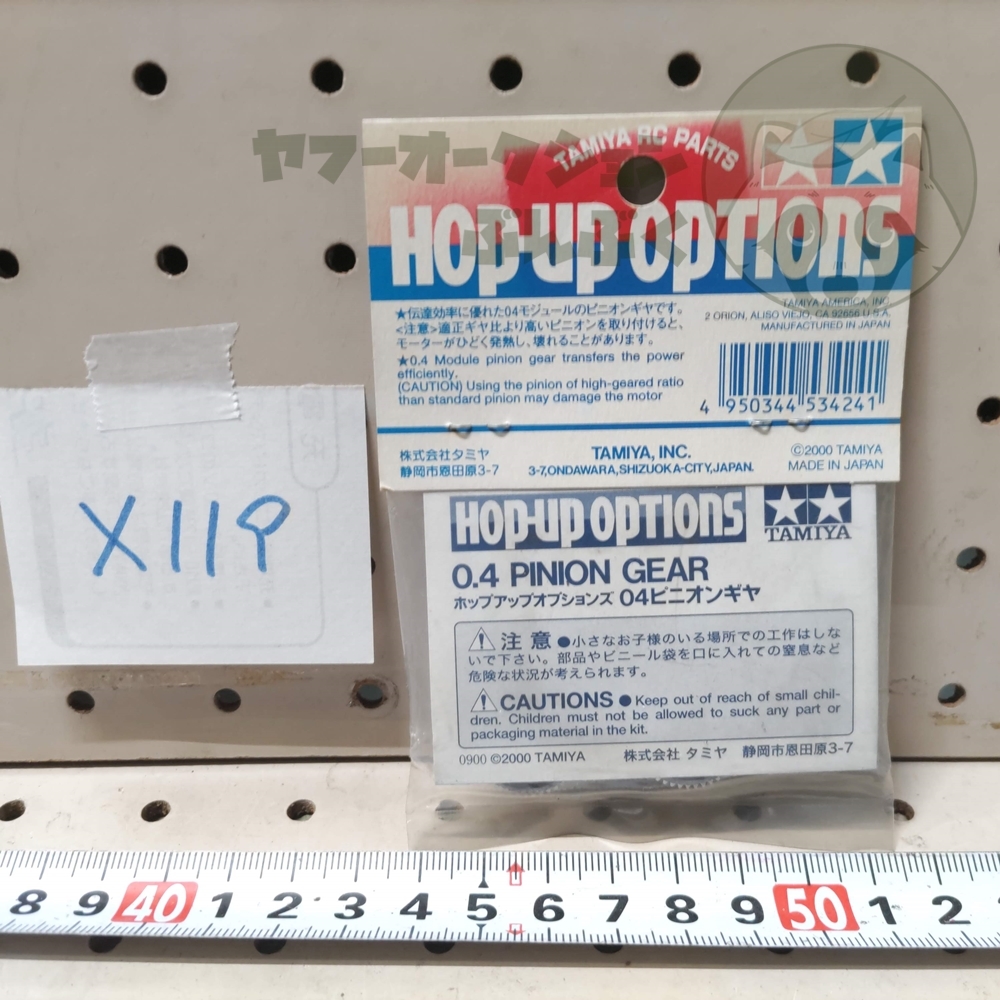 ヤフーオークション
ぶんぶく
TAMIYA RC PARTS
HOP-UP OPTIONS
★伝達効率に優れた04モジュールのピニオンギヤです。
<注意>適正ギヤ比より高いピニオンを取り付けると、
モーターがひどく発熱し、壊れることがあります。
★0.4 Module pinion gear transfers the power
efficiently.
(CAUTION) Using the pinion of high-geared ratio
than standard pinion may damage the motor
TAMIYA AMERICA, INC
2 ORION, ALISO VIEJO, CA 92656 U.S.A.
MANUFACTURED IN JAPAN
4 950344 534241
株式会社タミヤ
静岡市恩田原3-7
TAMIYA, INC.
3-7,ONDAWARA,SHIZUOKA-CITY,JAPAN.
©2000 TAMIYA
MADE IN JAPAN
X119
HOP-UP OPTIONS
TAMIYA
0.4 PINION GEAR
ホップアップオプションズ 04ピニオンギヤ
注意 ●小さなお子様のいる場所での工作はしな
いで下さい。部品やビニール袋を口に入れての窒息など
危険な状況が考えられます。
CAUTIONS ● Keep out of reach of small chil-
dren. Children must not be allowed to suck any part or
packaging material in the kit.
0900 ©2000 TAMIYA 株式会社 タミヤ 静岡市恩田原3-7
8 9 40 1 2 3 4 5 6 7 8 9 50 1 2